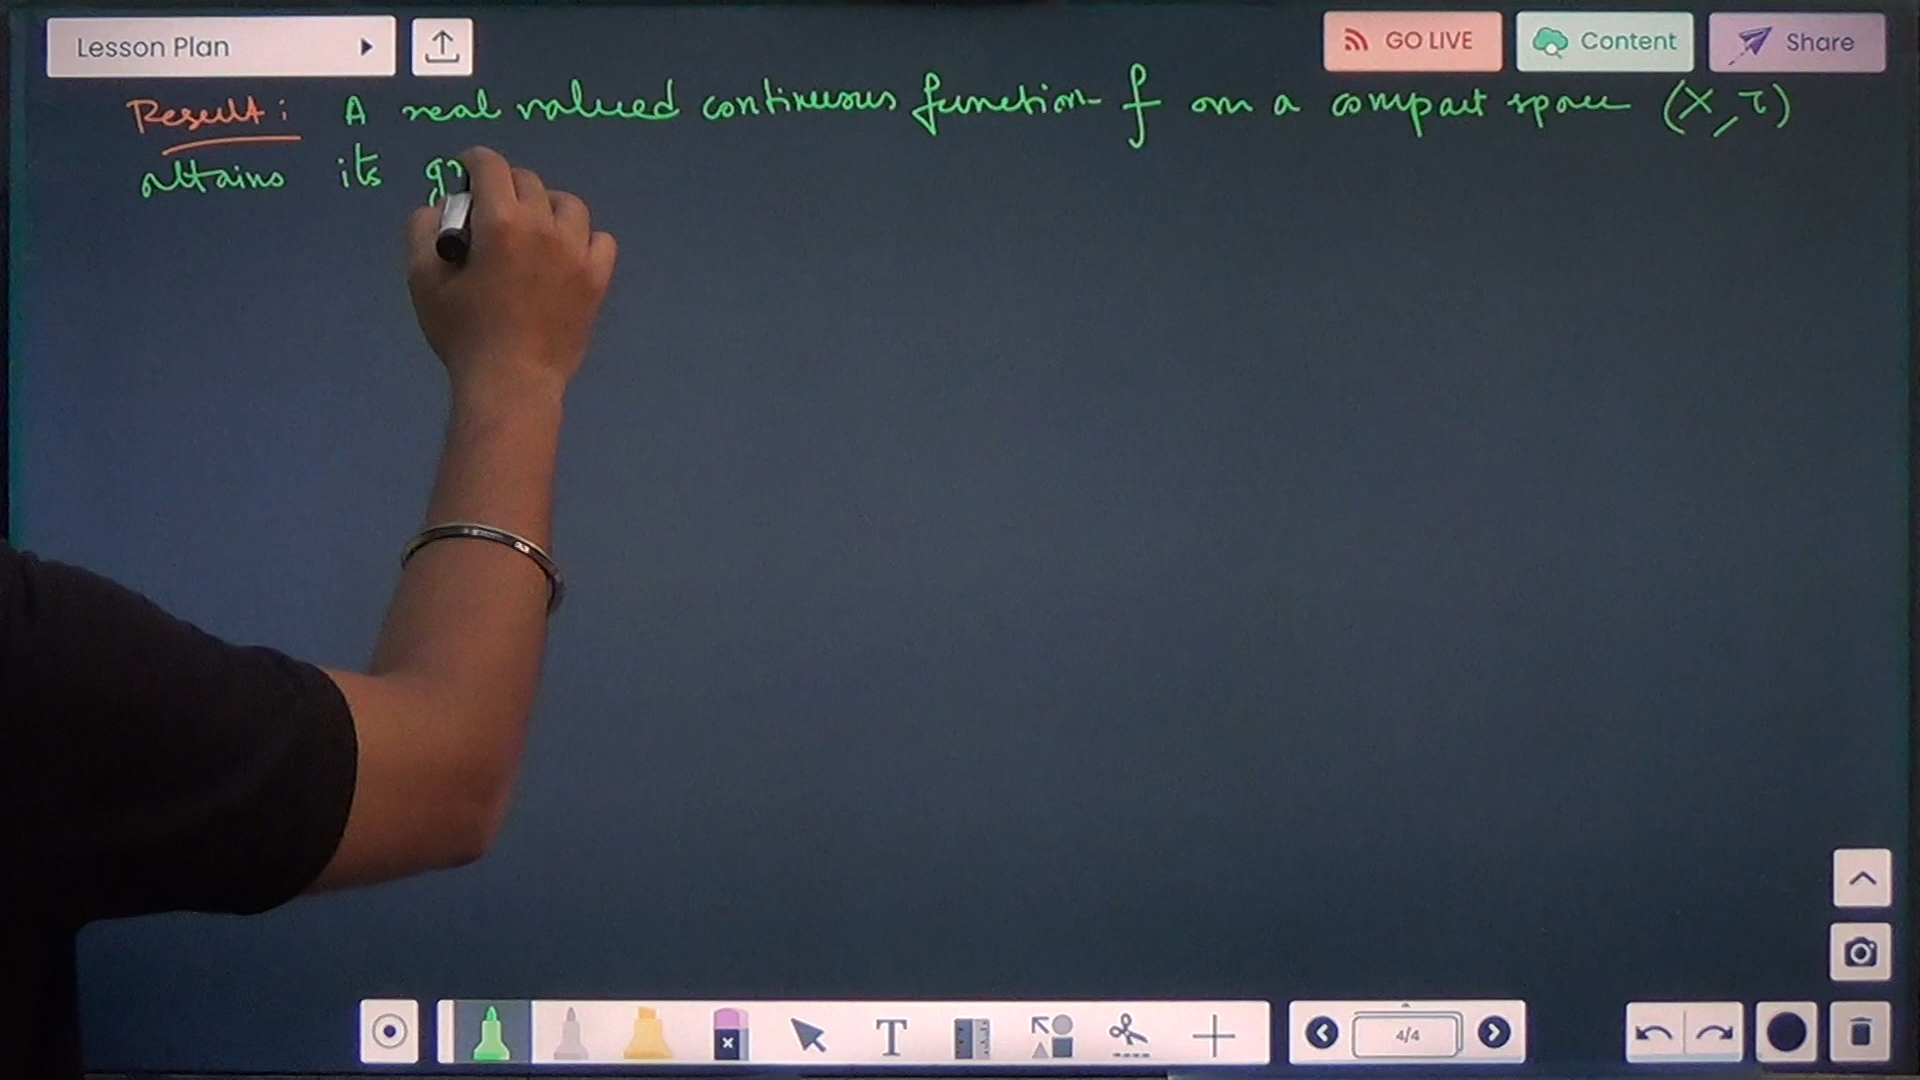 Lesson Plan
GO LIVE
Content
Share
Result: A real valued continuous function f on a compact space (X, τ)
attains its
T
4/4